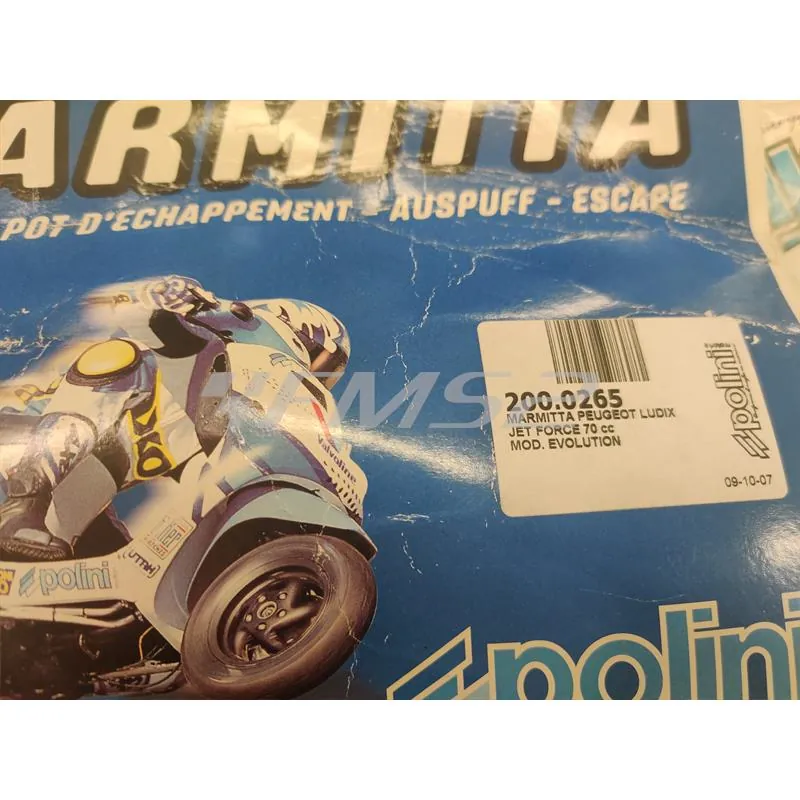 ARMITTA
POT D'ECHAPPEMENT - AUSPUFF - ESCAPE
200.0265
MARMITTA PEUGEOT LUDIX
JET FORCE 70 cc
MOD. EVOLUTION
polini
09-10-07
Valvoline
polini
polini